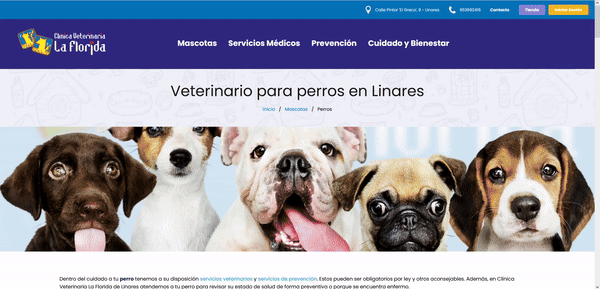 Calle Pintor 'El Greco', 9 - Linares
953692416
Contacto
Tienda
Iniciar Sesión
Clínica Veterinaria
La Florida
Mascotas Servicios Médicos Prevención Cuidado y Bienestar
Veterinario para perros en Linares
Inicio / Mascotas / Perros
Dentro del cuidado a tu perro tenemos a su disposición servicios veterinarios y servicios de prevención. Estos pueden ser obligatorios por ley y otros aconsejables. Además, en Clínica
Veterinaria La Florida de Linares atendemos a tu perro para revisar su estado de salud de forma preventiva o porque se encuentra enfermo.